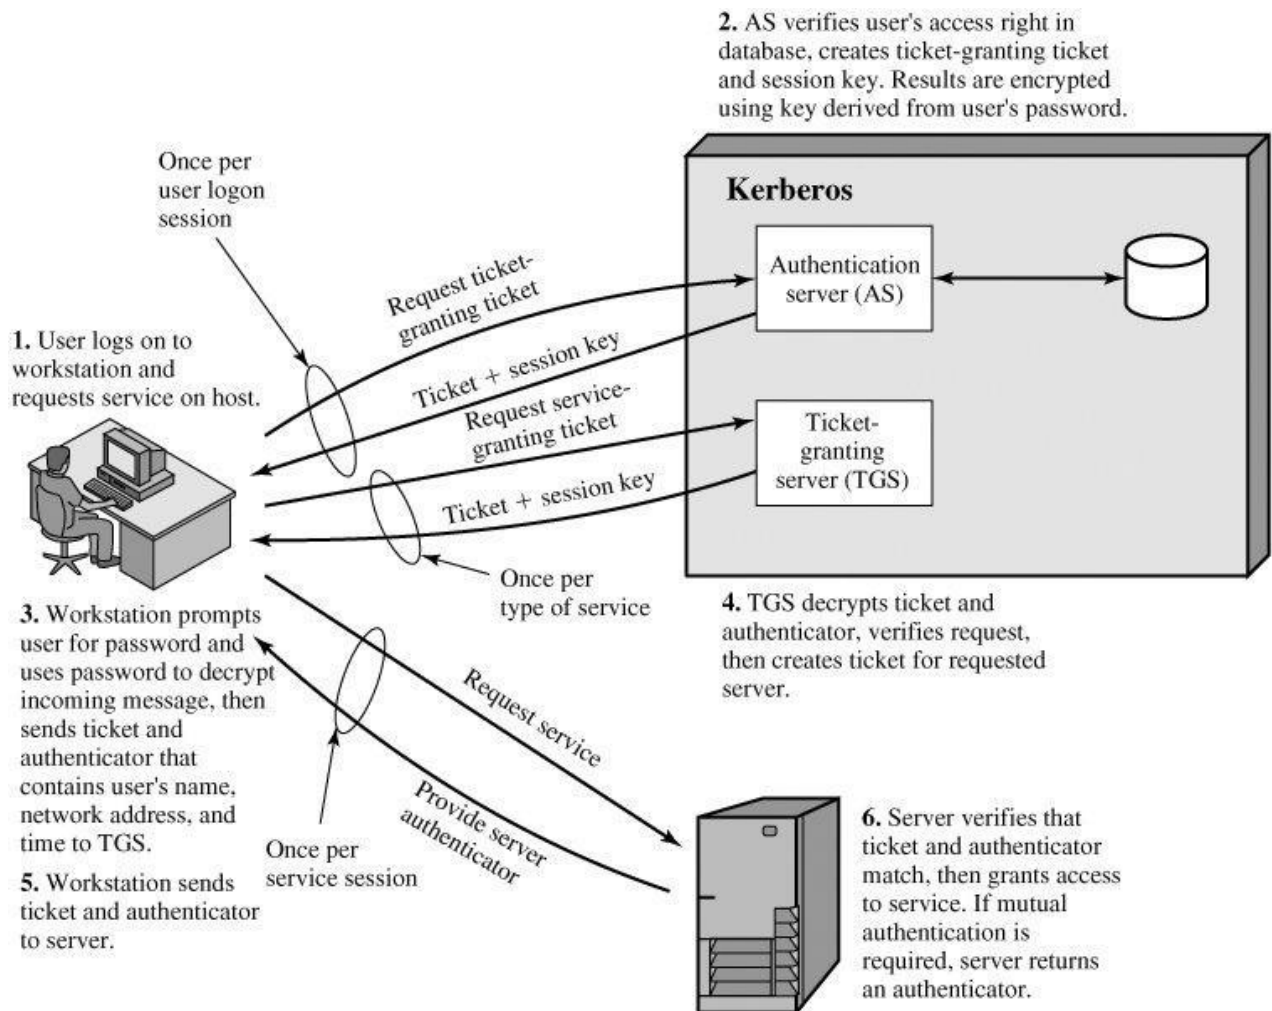 2. AS verifies user's access right in
database, creates ticket-granting ticket
and session key. Results are encrypted
using key derived from user's password.
Once per
user logon
session
Kerberos
Authentication
server (AS)
Request ticket-
granting ticket
1. User logs on to
workstation and
requests service on host.
Ticket + session key
Request service-
granting ticket
Ticket-
granting
server (TGS)
Ticket + session key
Once per
type of service
3. Workstation prompts
user for password and
uses password to decrypt
incoming message, then
sends ticket and
authenticator that
contains user's name,
network address, and
time to TGS.
4. TGS decrypts ticket and
authenticator, verifies request,
then creates ticket for requested
server.
Request service
Provide server
authenticator
Once per
service session
5. Workstation sends
ticket and authenticator
to server.
6. Server verifies that
ticket and authenticator
match, then grants access
to service. If mutual
authentication is
required, server returns
an authenticator.